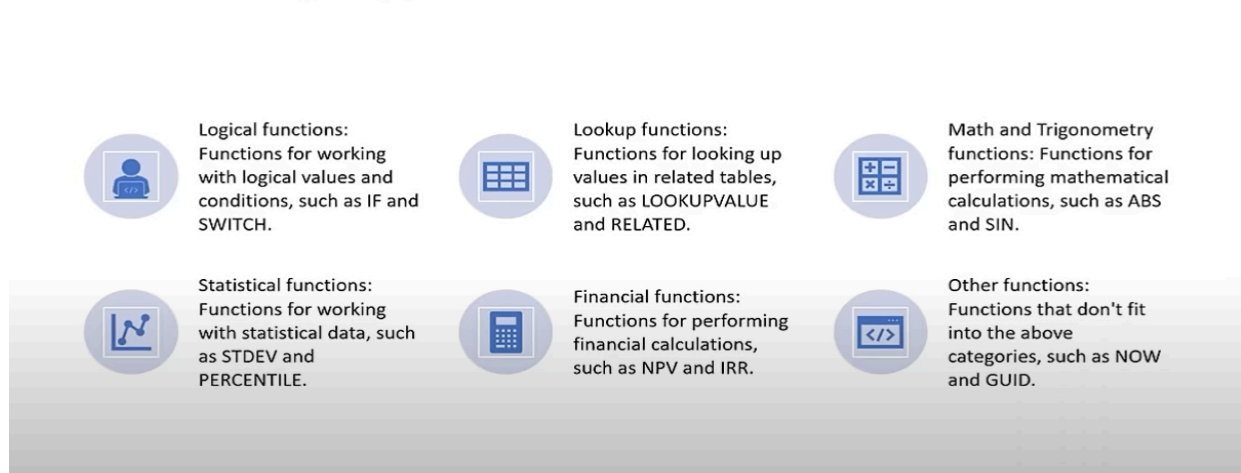 Logical functions:
Functions for working
with logical values and
conditions, such as IF and
SWITCH.
Lookup functions:
Functions for looking up
values in related tables,
such as LOOKUPVALUE
and RELATED.
Math and Trigonometry
functions: Functions for
performing mathematical
calculations, such as ABS
and SIN.
Statistical functions:
Functions for working
with statistical data, such
as STDEV and
PERCENTILE.
Financial functions:
Functions for performing
financial calculations,
such as NPV and IRR.
Other functions:
Functions that don't fit
into the above
categories, such as NOW
and GUID.